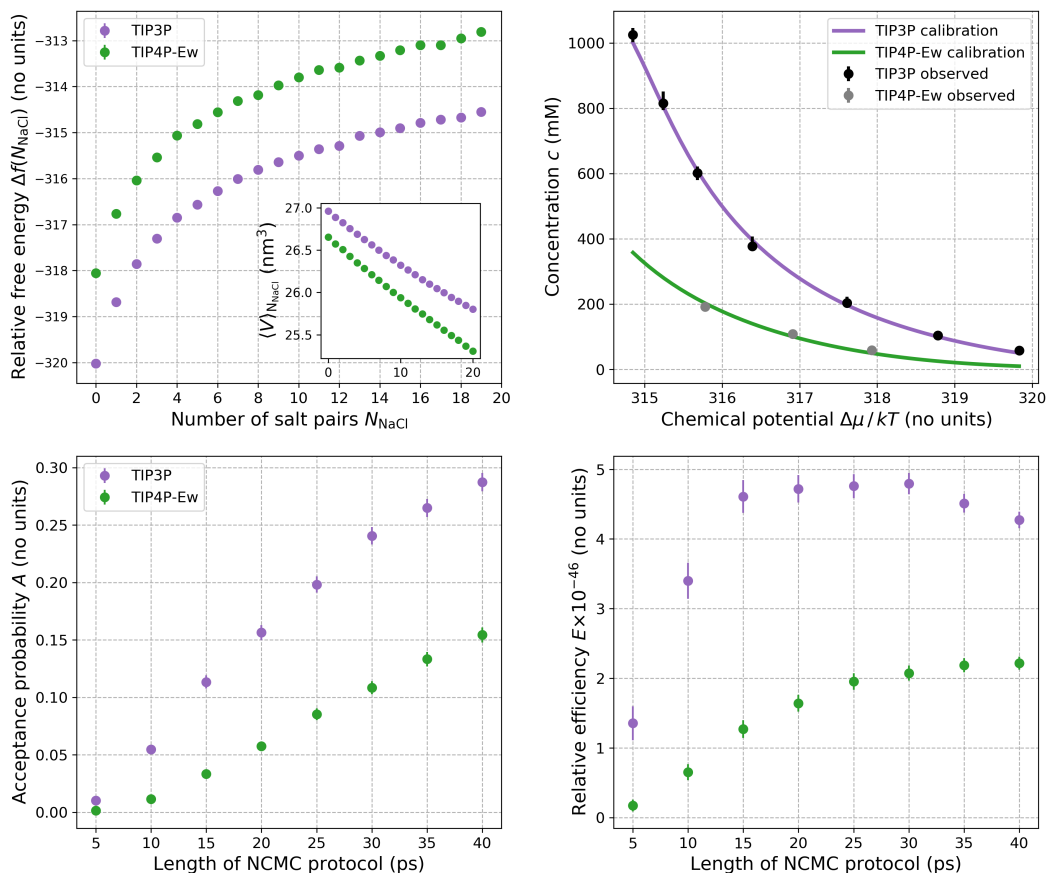 Relative free energy Δf(N_NaCl) (no units)
−313
−314
−315
−316
−317
−318
−319
−320
TIP3P
TIP4P-Ew
⟨V⟩_N_NaCl (nm³)
27.0
26.5
26.0
25.5
0 10 20
0 2 4 6 8 10 12 14 16 18 20
Number of salt pairs N_NaCl
Concentration c (mM)
1000
800
600
400
200
0
TIP3P calibration
TIP4P-Ew calibration
TIP3P observed
TIP4P-Ew observed
315 316 317 318 319 320
Chemical potential Δμ / kT (no units)
Acceptance probability A (no units)
0.30
0.25
0.20
0.15
0.10
0.05
0.00
TIP3P
TIP4P-Ew
5 10 15 20 25 30 35 40
Length of NCMC protocol (ps)
Relative efficiency E×10⁻⁴⁶ (no units)
5
4
3
2
1
0
5 10 15 20 25 30 35 40
Length of NCMC protocol (ps)